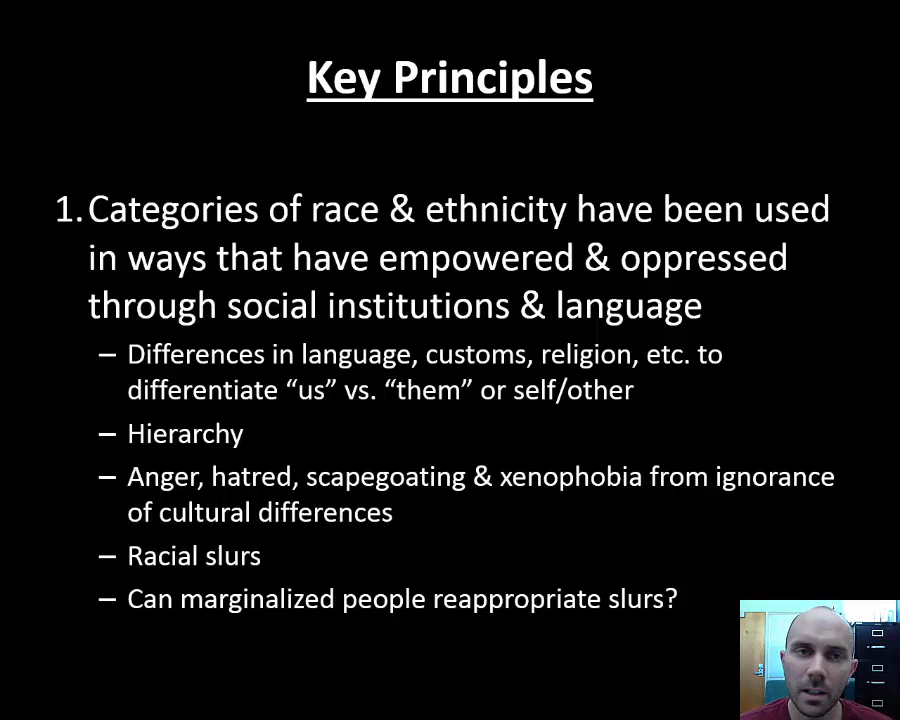 Key Principles
1. Categories of race & ethnicity have been used
in ways that have empowered & oppressed
through social institutions & language
– Differences in language, customs, religion, etc. to
differentiate “us” vs. “them” or self/other
– Hierarchy
– Anger, hatred, scapegoating & xenophobia from ignorance
of cultural differences
– Racial slurs
– Can marginalized people reappropriate slurs?